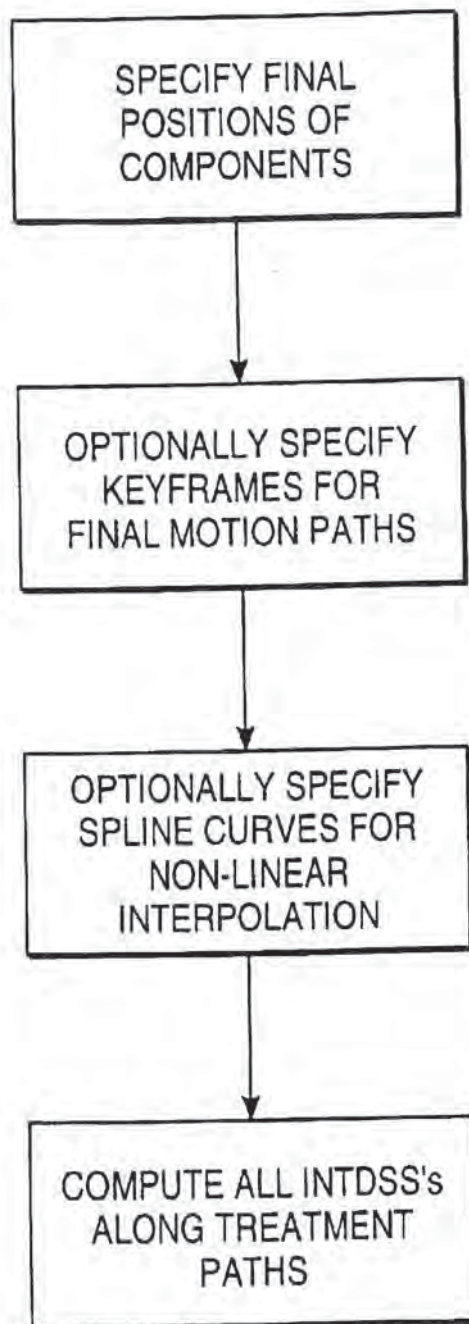 SPECIFY FINAL
POSITIONS OF
COMPONENTS
OPTIONALLY SPECIFY
KEYFRAMES FOR
FINAL MOTION PATHS
OPTIONALLY SPECIFY
SPLINE CURVES FOR
NON-LINEAR
INTERPOLATION
COMPUTE ALL INTDSS's
ALONG TREATMENT
PATHS